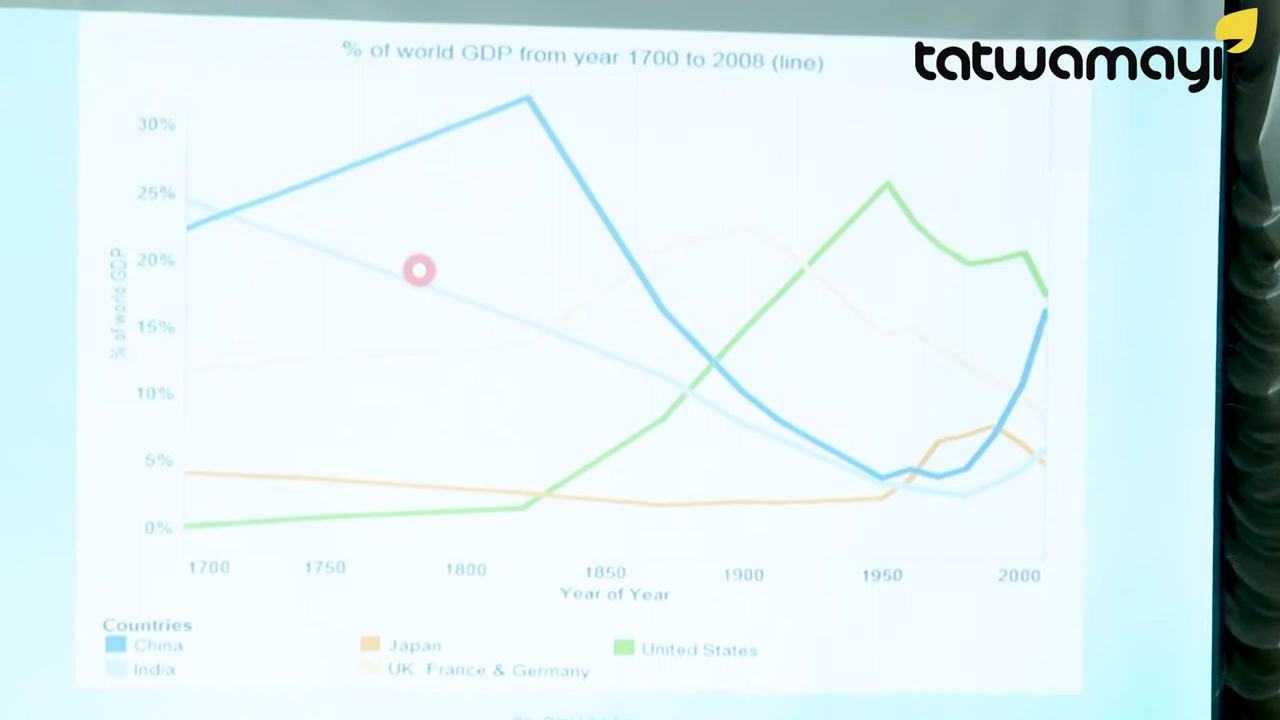 tatwamayi
% of world GDP from year 1700 to 2008 (line)
30%
25%
20%
15%
10%
5%
0%
% of world GDP
1700 1750 1800 1850 1900 1950 2000
Year of Year
Countries
China Japan United States
India UK France & Germany